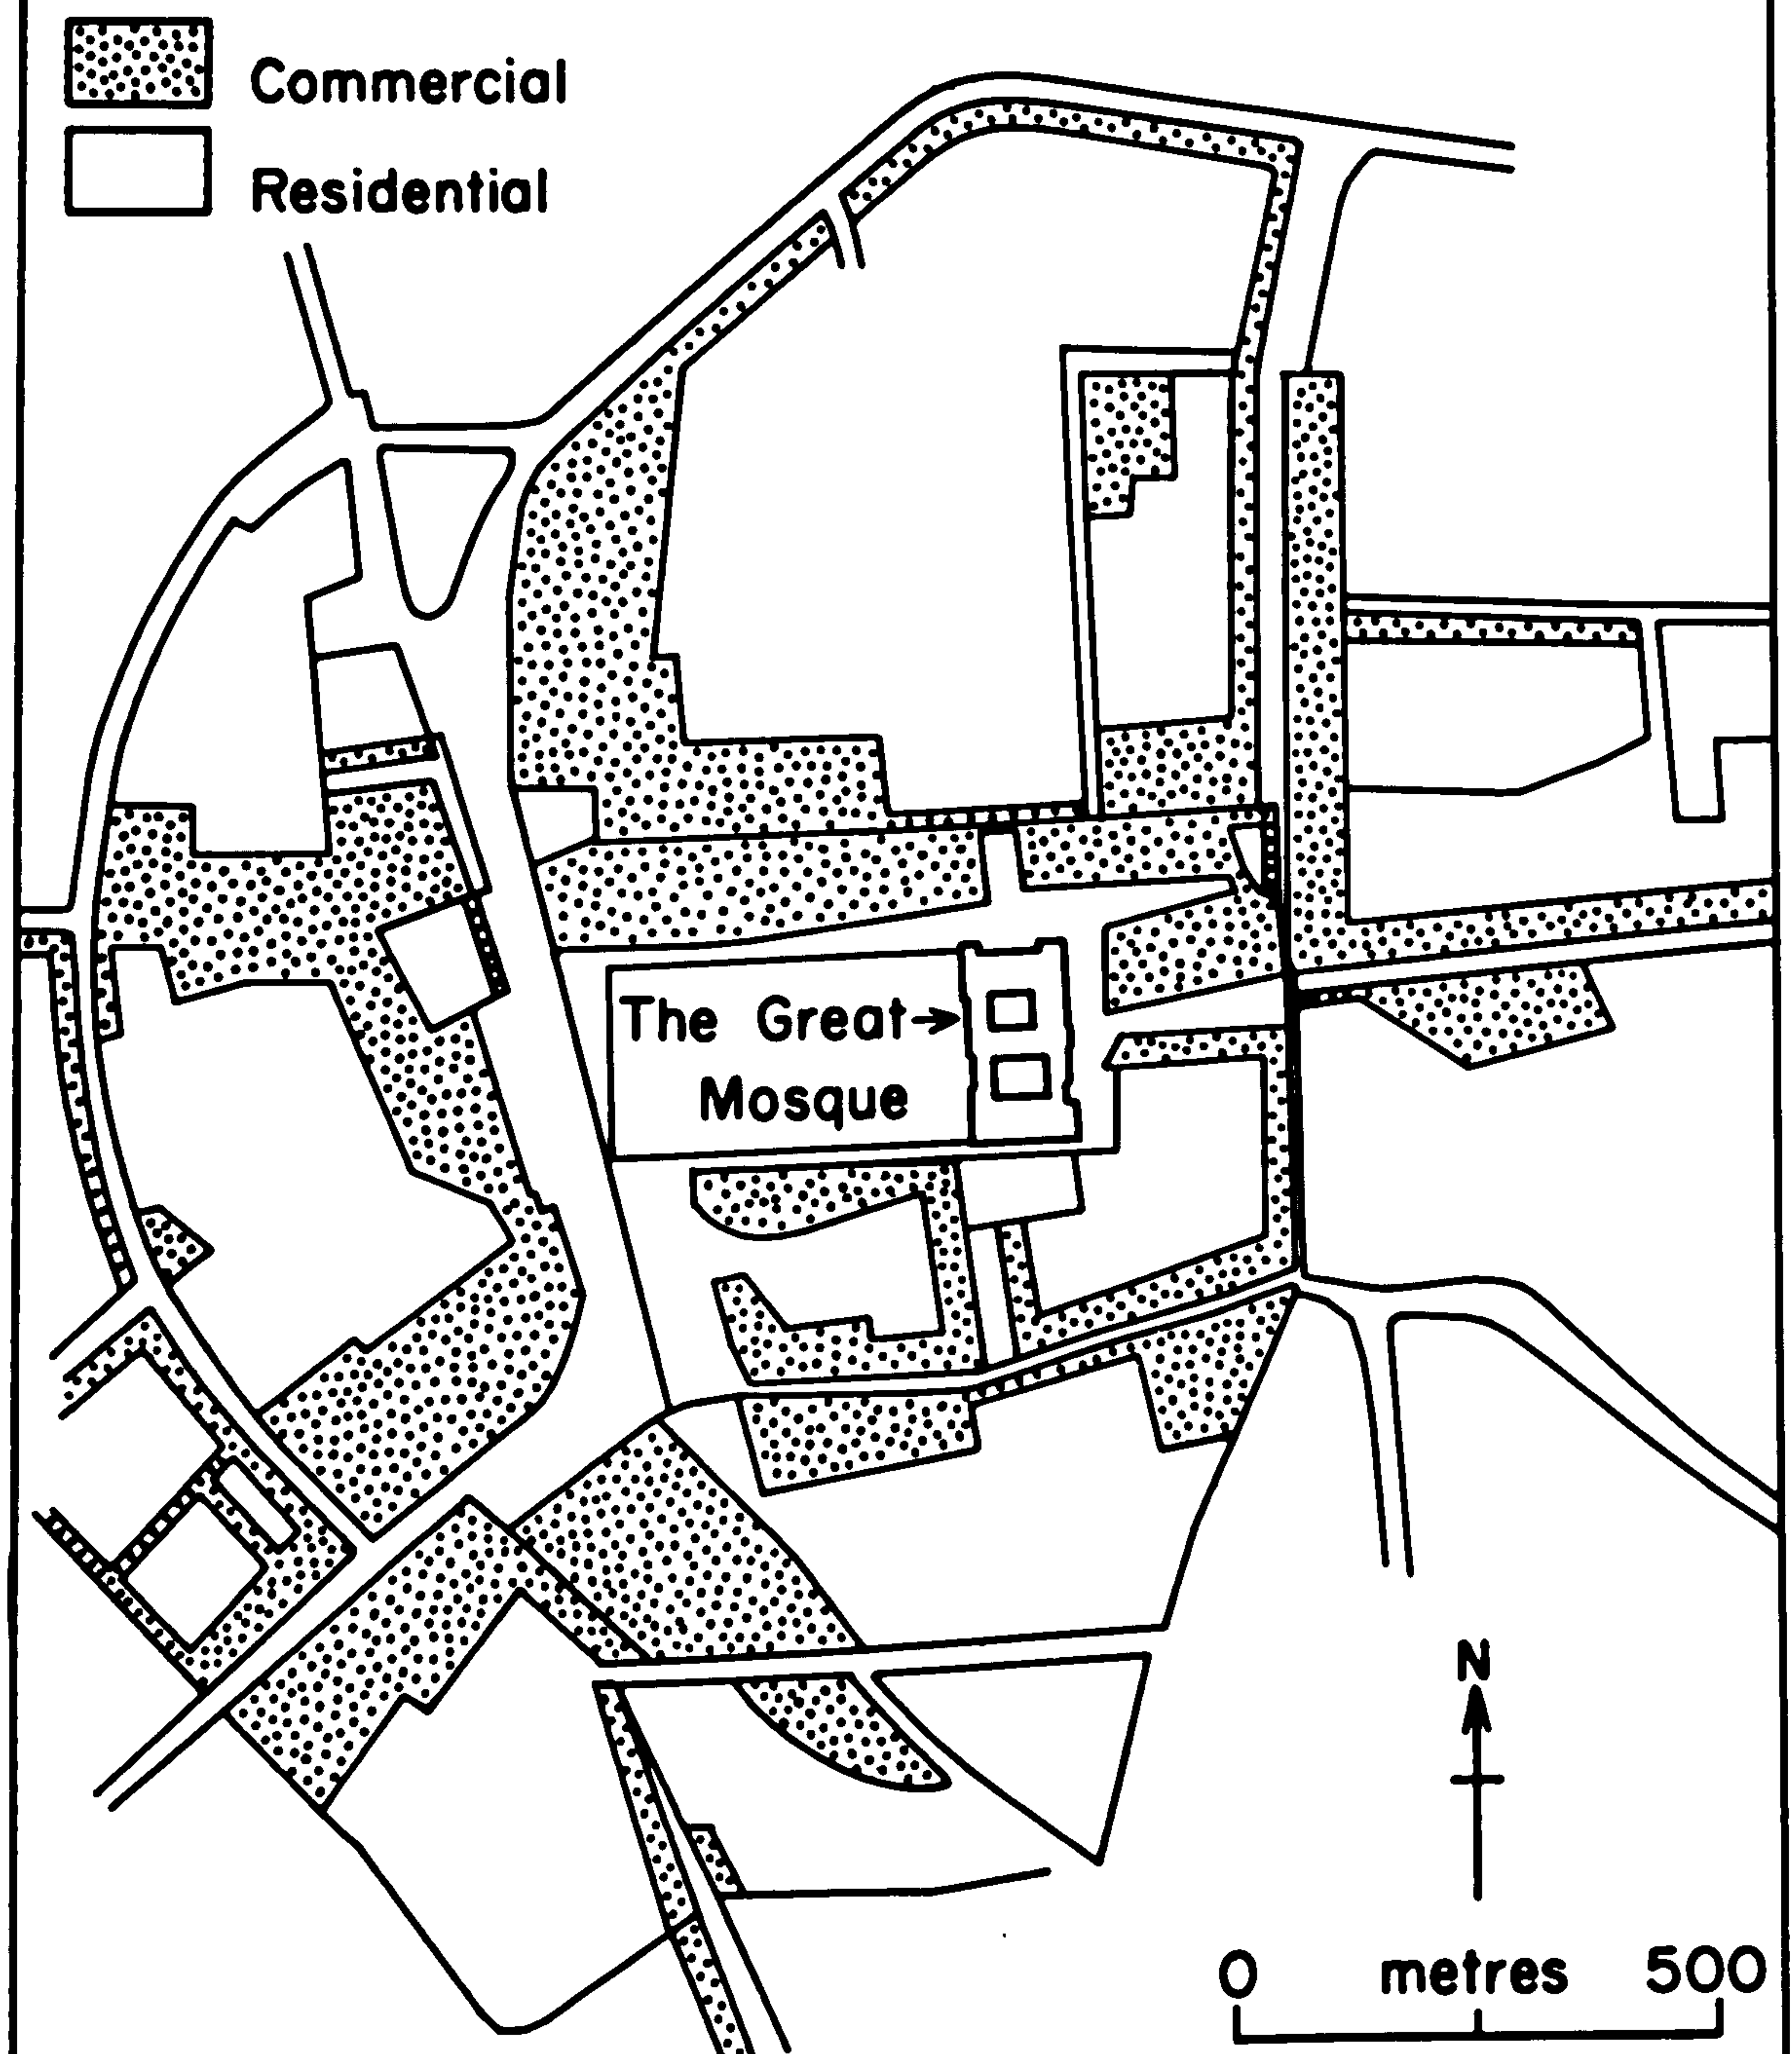 Commercial
Residential
The Great
Mosque
N
0 metres 500